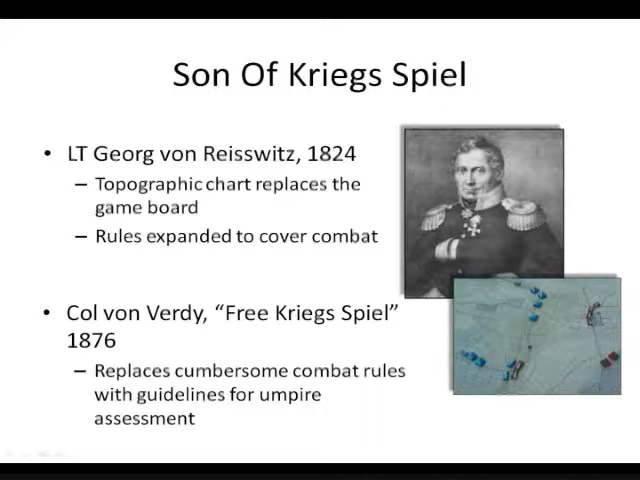 Son Of Kriegs Spiel
• LT Georg von Reisswitz, 1824
– Topographic chart replaces the
game board
– Rules expanded to cover combat
• Col von Verdy, “Free Kriegs Spiel”
1876
– Replaces cumbersome combat rules
with guidelines for umpire
assessment